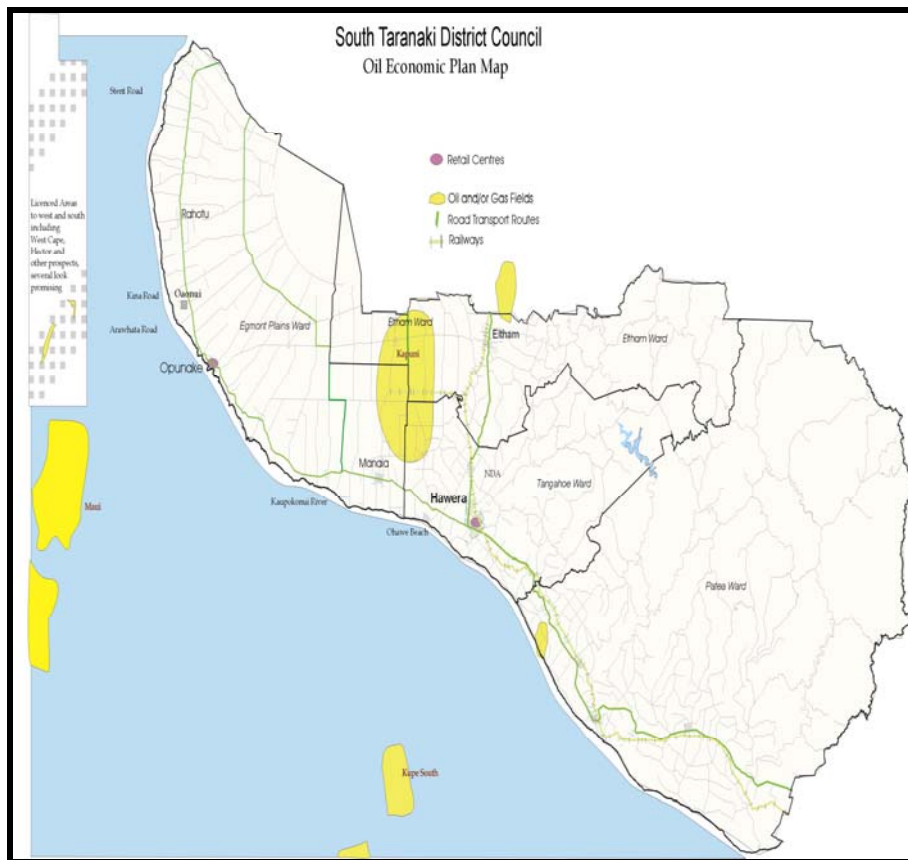 South Taranaki District Council
Oil Economic Plan Map
Stent Road
Retail Centres
Oil and/or Gas Fields
Road Transport Routes
Railways
Licenced Areas
to west and south
including
West Cape,
Hector and
other prospects,
several look
promising
Rahotu
Kina Road
Oaonui
Arawhata Road
Egmont Plains Ward
Eltham Ward
Eltham
Eltham Ward
Kapuni
Opunake
Manaia
NDA
Tangahoe Ward
Hawera
Kaupokonui River
Maui
Ohawe Beach
Patea Ward
Kupe South